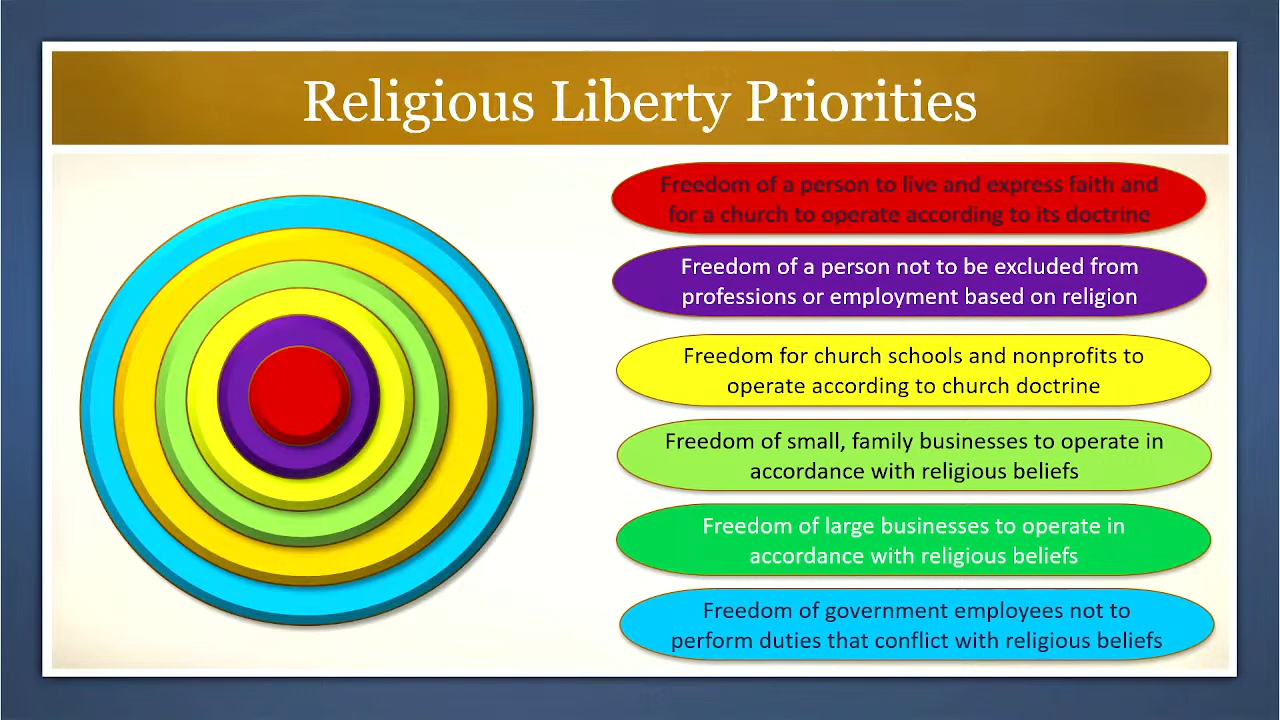 Religious Liberty Priorities
Freedom of a person to live and express faith and
for a church to operate according to its doctrine
Freedom of a person not to be excluded from
professions or employment based on religion
Freedom for church schools and nonprofits to
operate according to church doctrine
Freedom of small, family businesses to operate in
accordance with religious beliefs
Freedom of large businesses to operate in
accordance with religious beliefs
Freedom of government employees not to
perform duties that conflict with religious beliefs